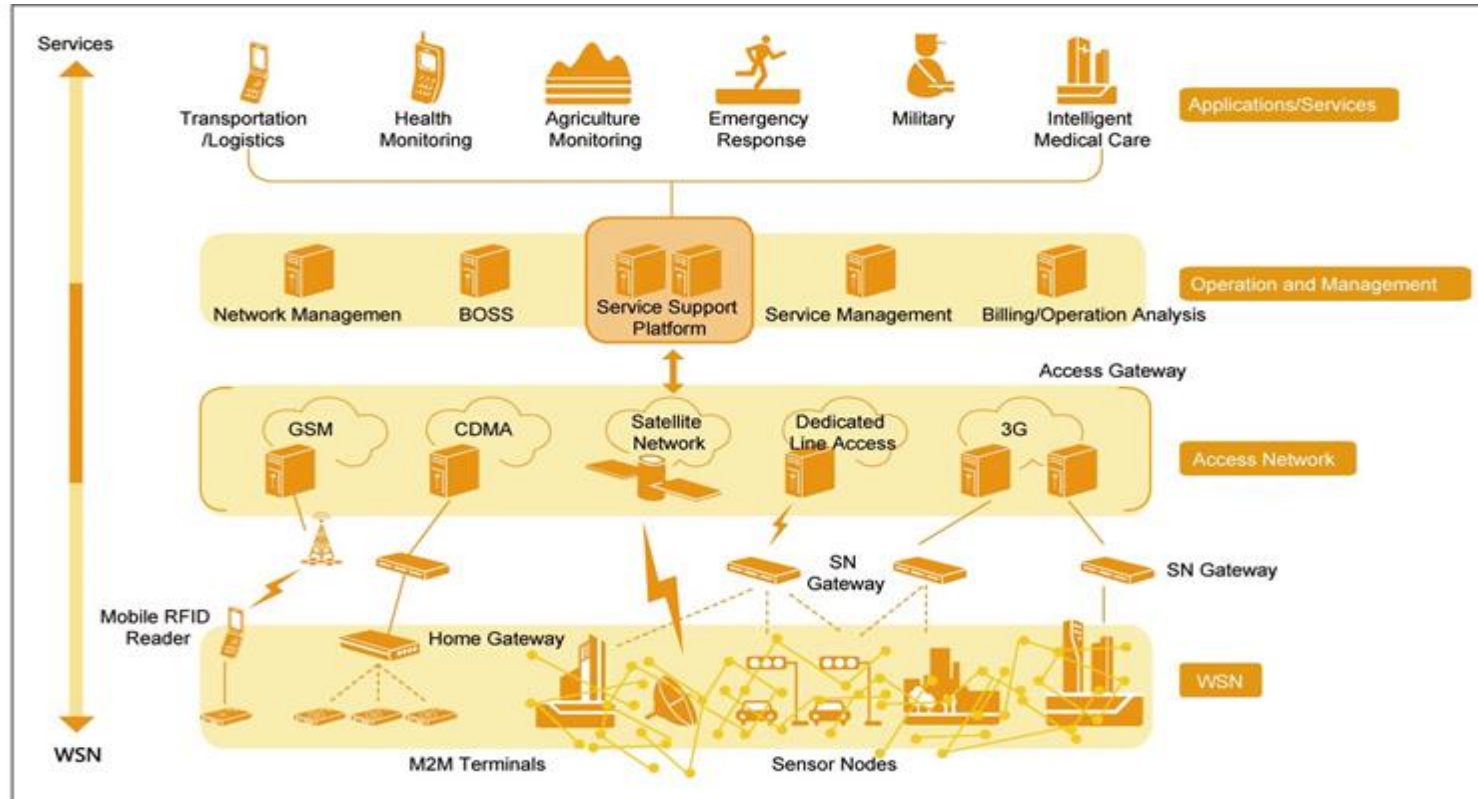 Services
Transportation
/Logistics
Health
Monitoring
Agriculture
Monitoring
Emergency
Response
Military
Intelligent
Medical Care
Applications/Services
Network Managemen
BOSS
Service Support
Platform
Service Management
Billing/Operation Analysis
Operation and Management
Access Gateway
GSM
CDMA
Satellite
Network
Dedicated
Line Access
3G
Access Network
SN
Gateway
SN Gateway
Mobile RFID
Reader
Home Gateway
WSN
WSN
M2M Terminals
Sensor Nodes